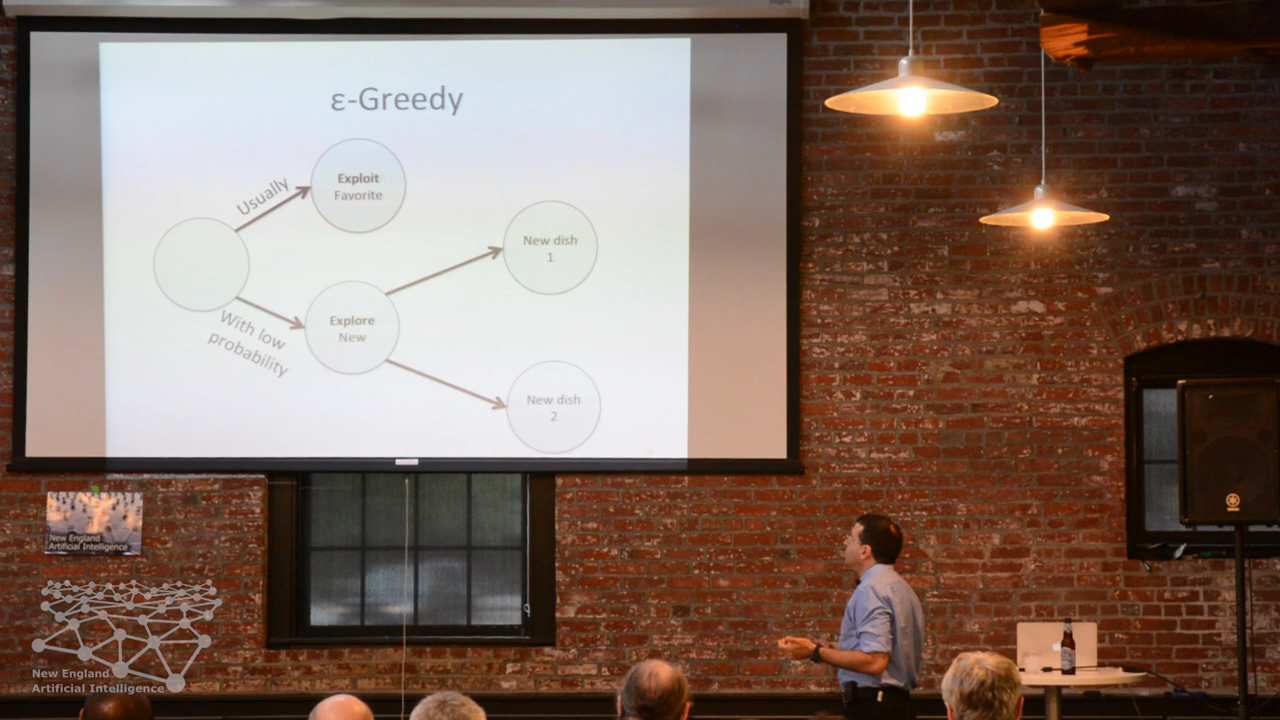 ε-Greedy
Usually
Exploit
Favorite
With low
probability
Explore
New
New dish
1
New dish
2
New England
Artificial Intelligence
New England
Artificial Intelligence